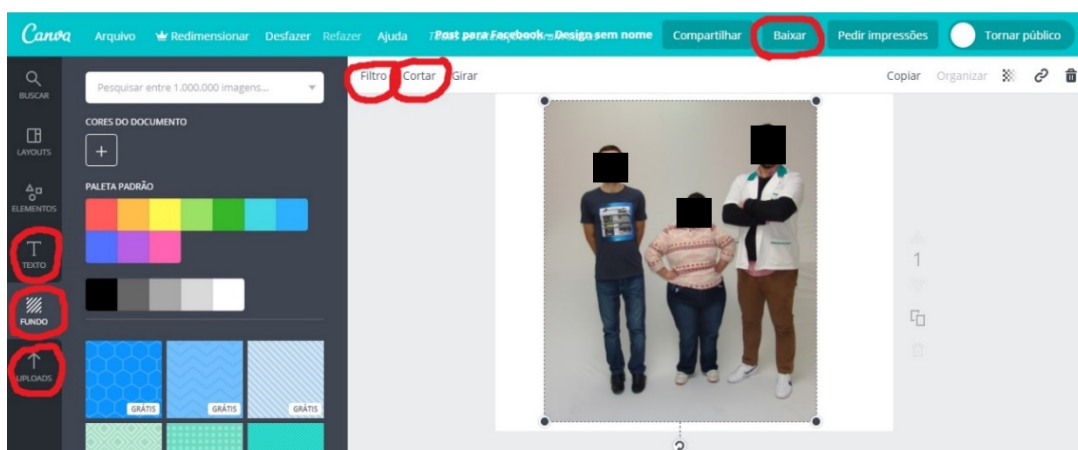 Canva Arquivo Redimensionar Desfazer Refazer Ajuda Post para Facebook – Design sem nome Compartilhar Baixar Pedir impressões Tornar público
BUSCAR
LAYOUTS
ELEMENTOS
TEXTO
FUNDO
UPLOADS
Pesquisar entre 1.000.000 imagens...
CORES DO DOCUMENTO
+
PALETA PADRÃO
GRÁTIS GRÁTIS GRÁTIS
Filtro Cortar Girar Copiar Organizar
1